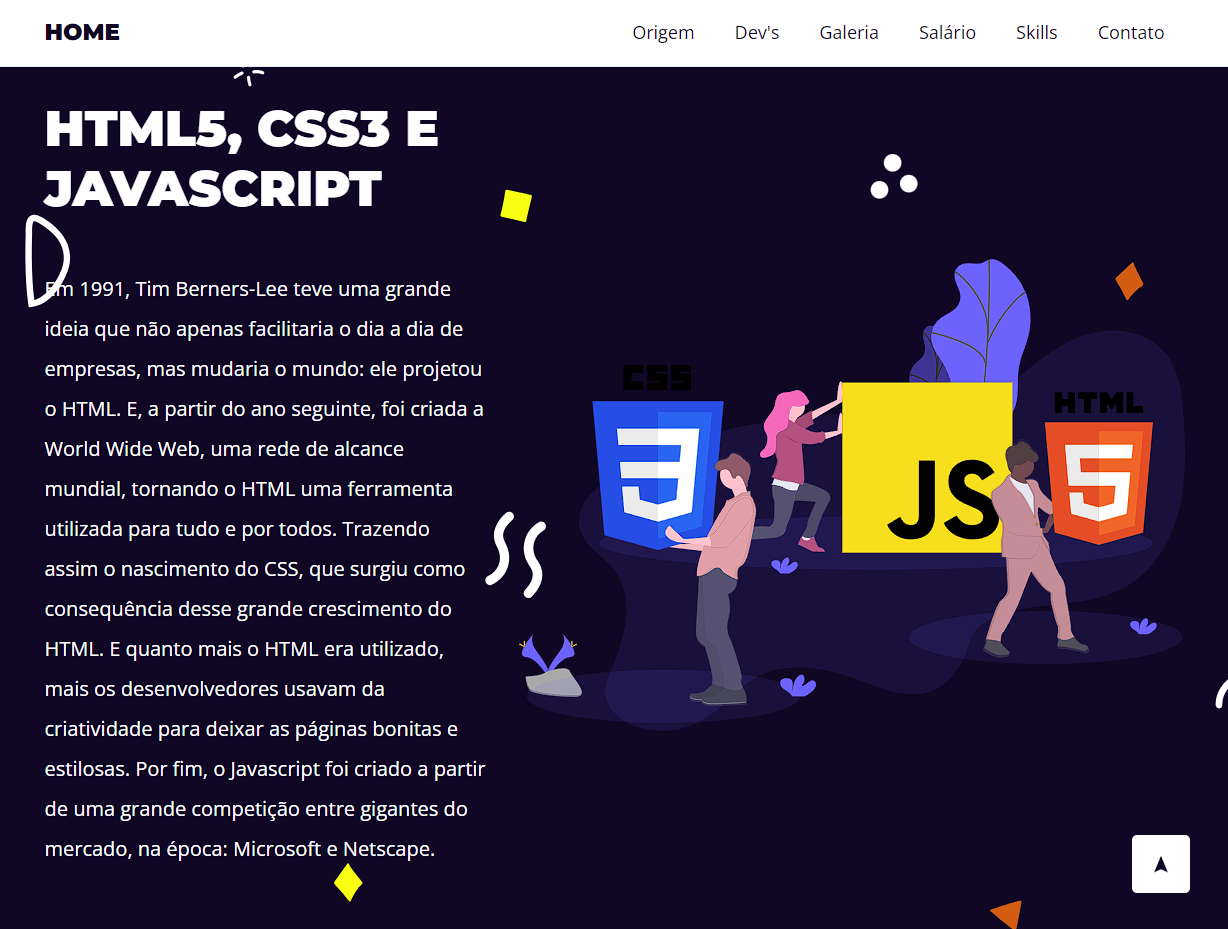 HOME
Origem Dev's Galeria Salário Skills Contato
HTML5, CSS3 E
JAVASCRIPT
Em 1991, Tim Berners-Lee teve uma grande
ideia que não apenas facilitaria o dia a dia de
empresas, mas mudaria o mundo: ele projetou
o HTML. E, a partir do ano seguinte, foi criada a
World Wide Web, uma rede de alcance
mundial, tornando o HTML uma ferramenta
utilizada para tudo e por todos. Trazendo
assim o nascimento do CSS, que surgiu como
consequência desse grande crescimento do
HTML. E quanto mais o HTML era utilizado,
mais os desenvolvedores usavam da
criatividade para deixar as páginas bonitas e
estilosas. Por fim, o Javascript foi criado a partir
de uma grande competição entre gigantes do
mercado, na época: Microsoft e Netscape.
CSS
3
JS
HTML
5